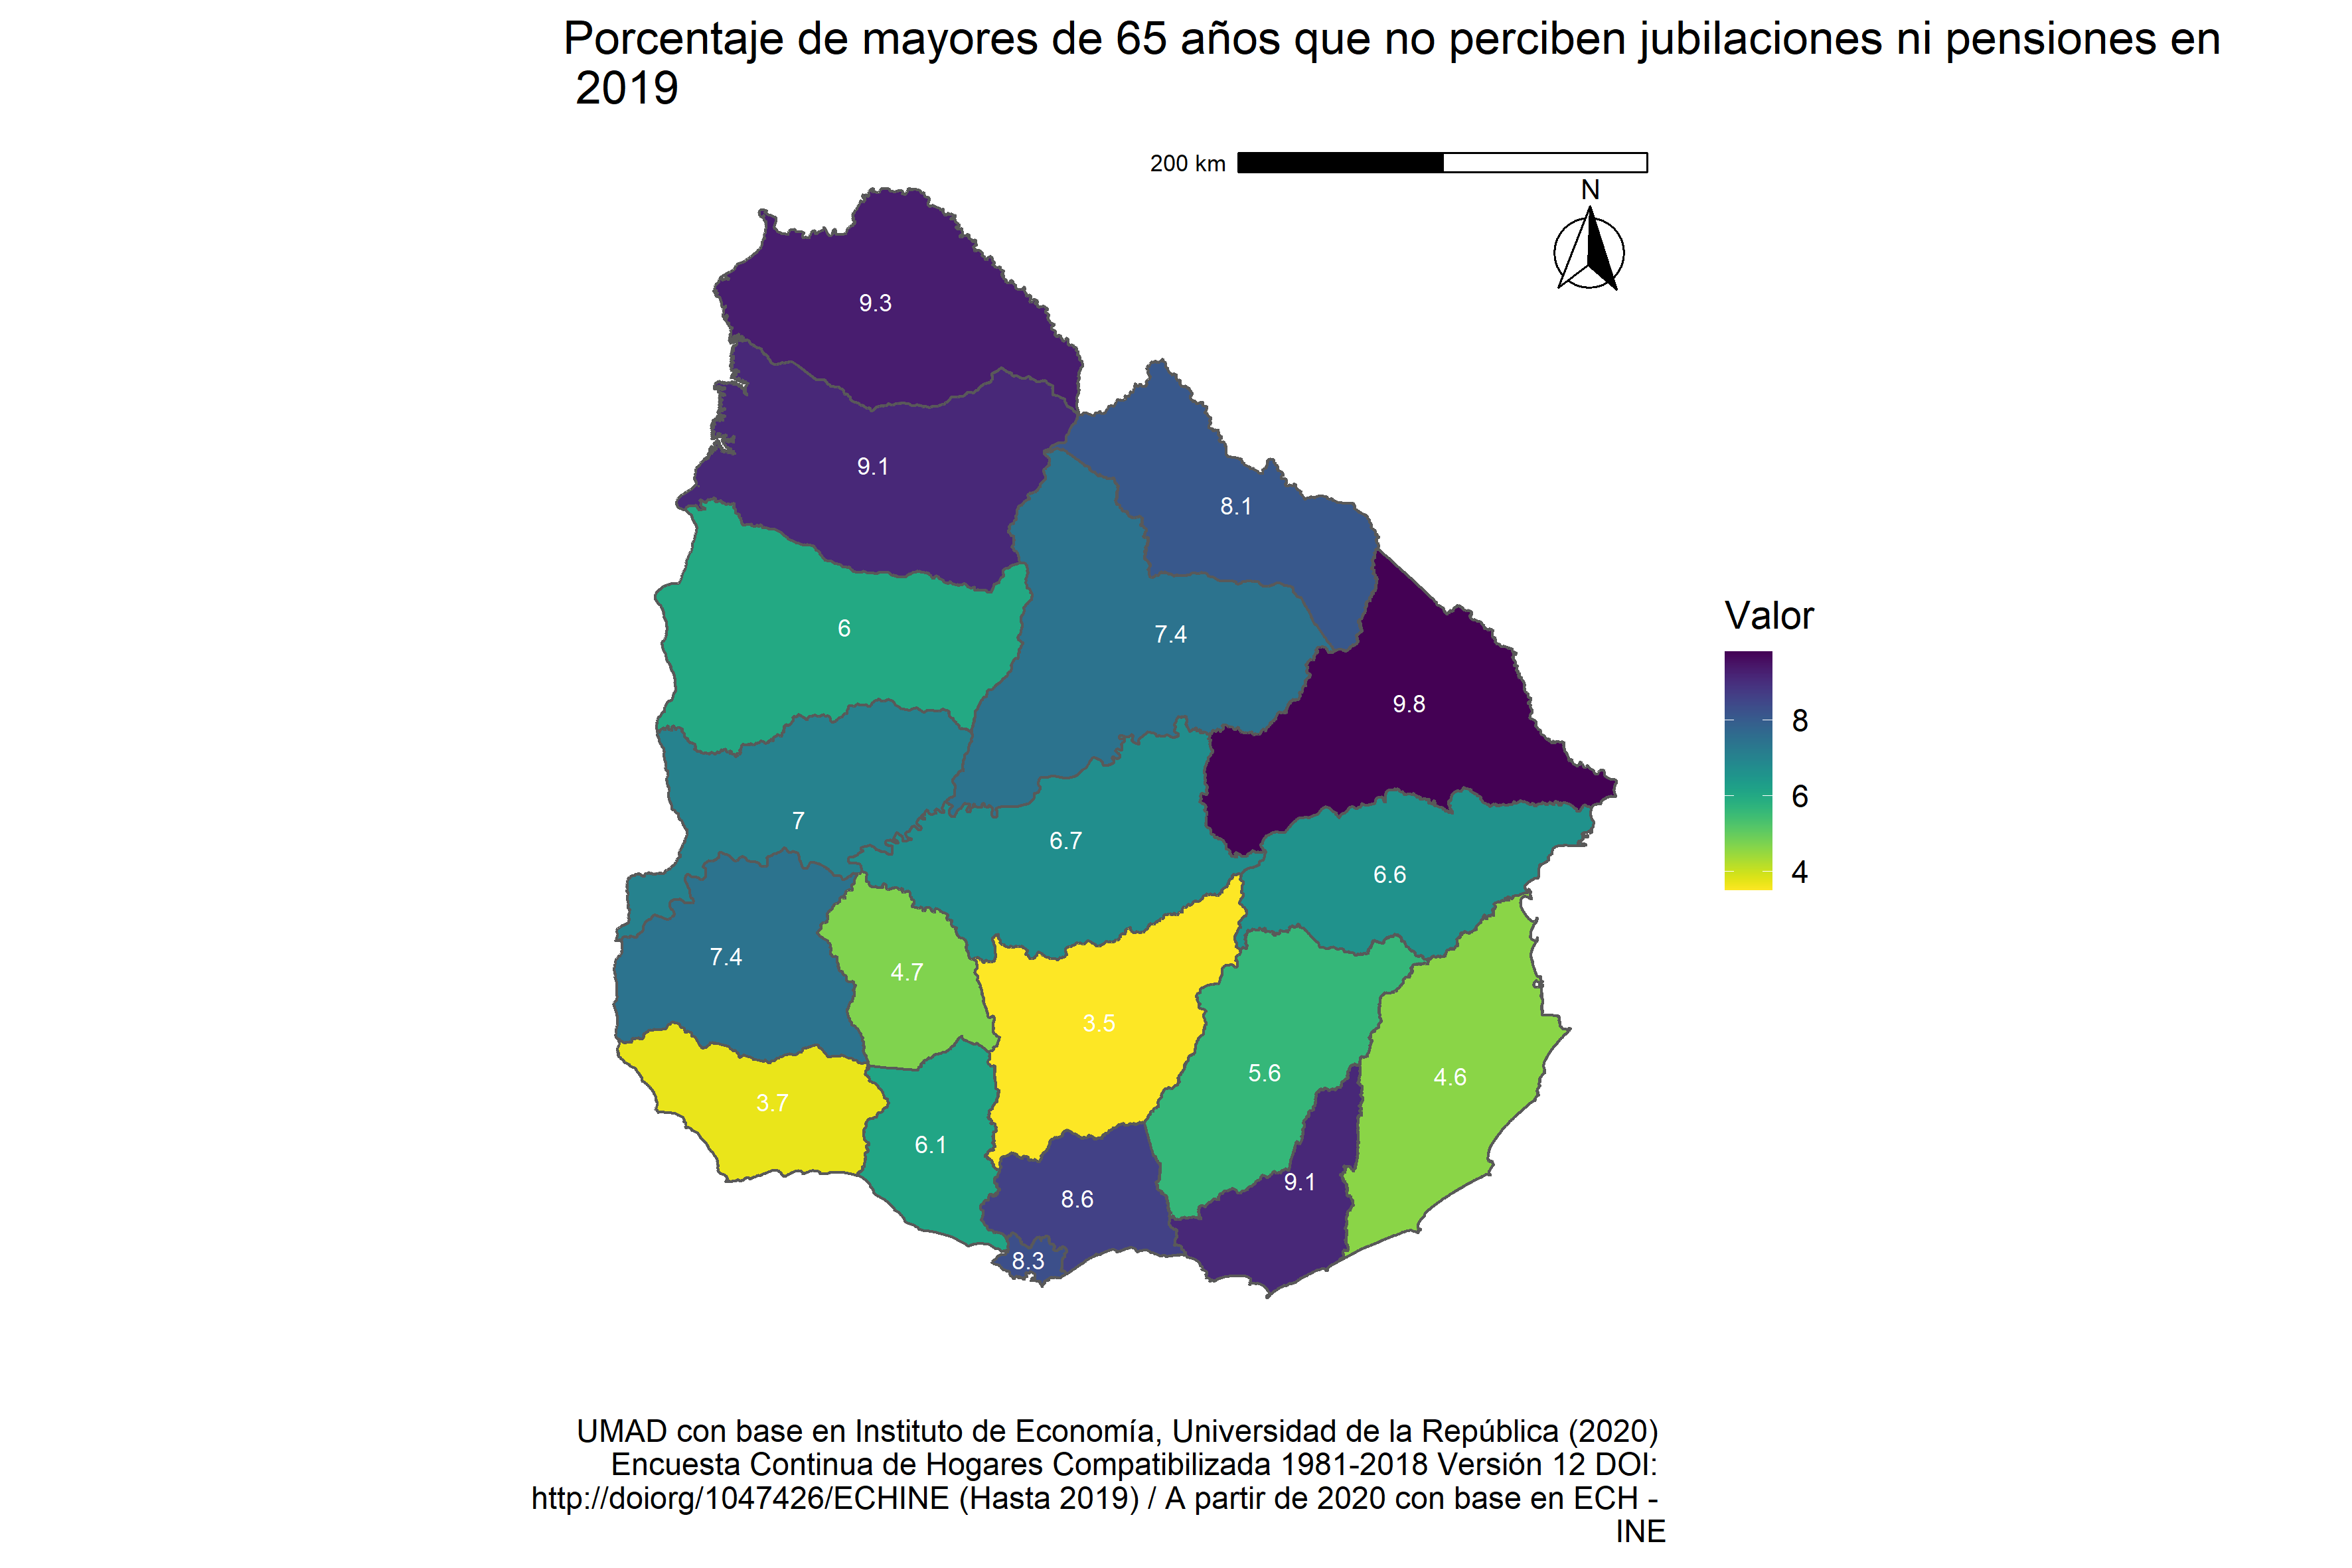 Porcentaje de mayores de 65 años que no perciben jubilaciones ni pensiones en
2019
200 km
N
9.3
9.1
8.1
6
7.4
9.8
7
6.7
6.6
7.4
4.7
3.5
5.6
4.6
3.7
6.1
9.1
8.6
8.3
Valor
8
6
4
UMAD con base en Instituto de Economía, Universidad de la República (2020)
Encuesta Continua de Hogares Compatibilizada 1981-2018 Versión 12 DOI:
http://doiorg/1047426/ECHINE (Hasta 2019) / A partir de 2020 con base en ECH -
INE